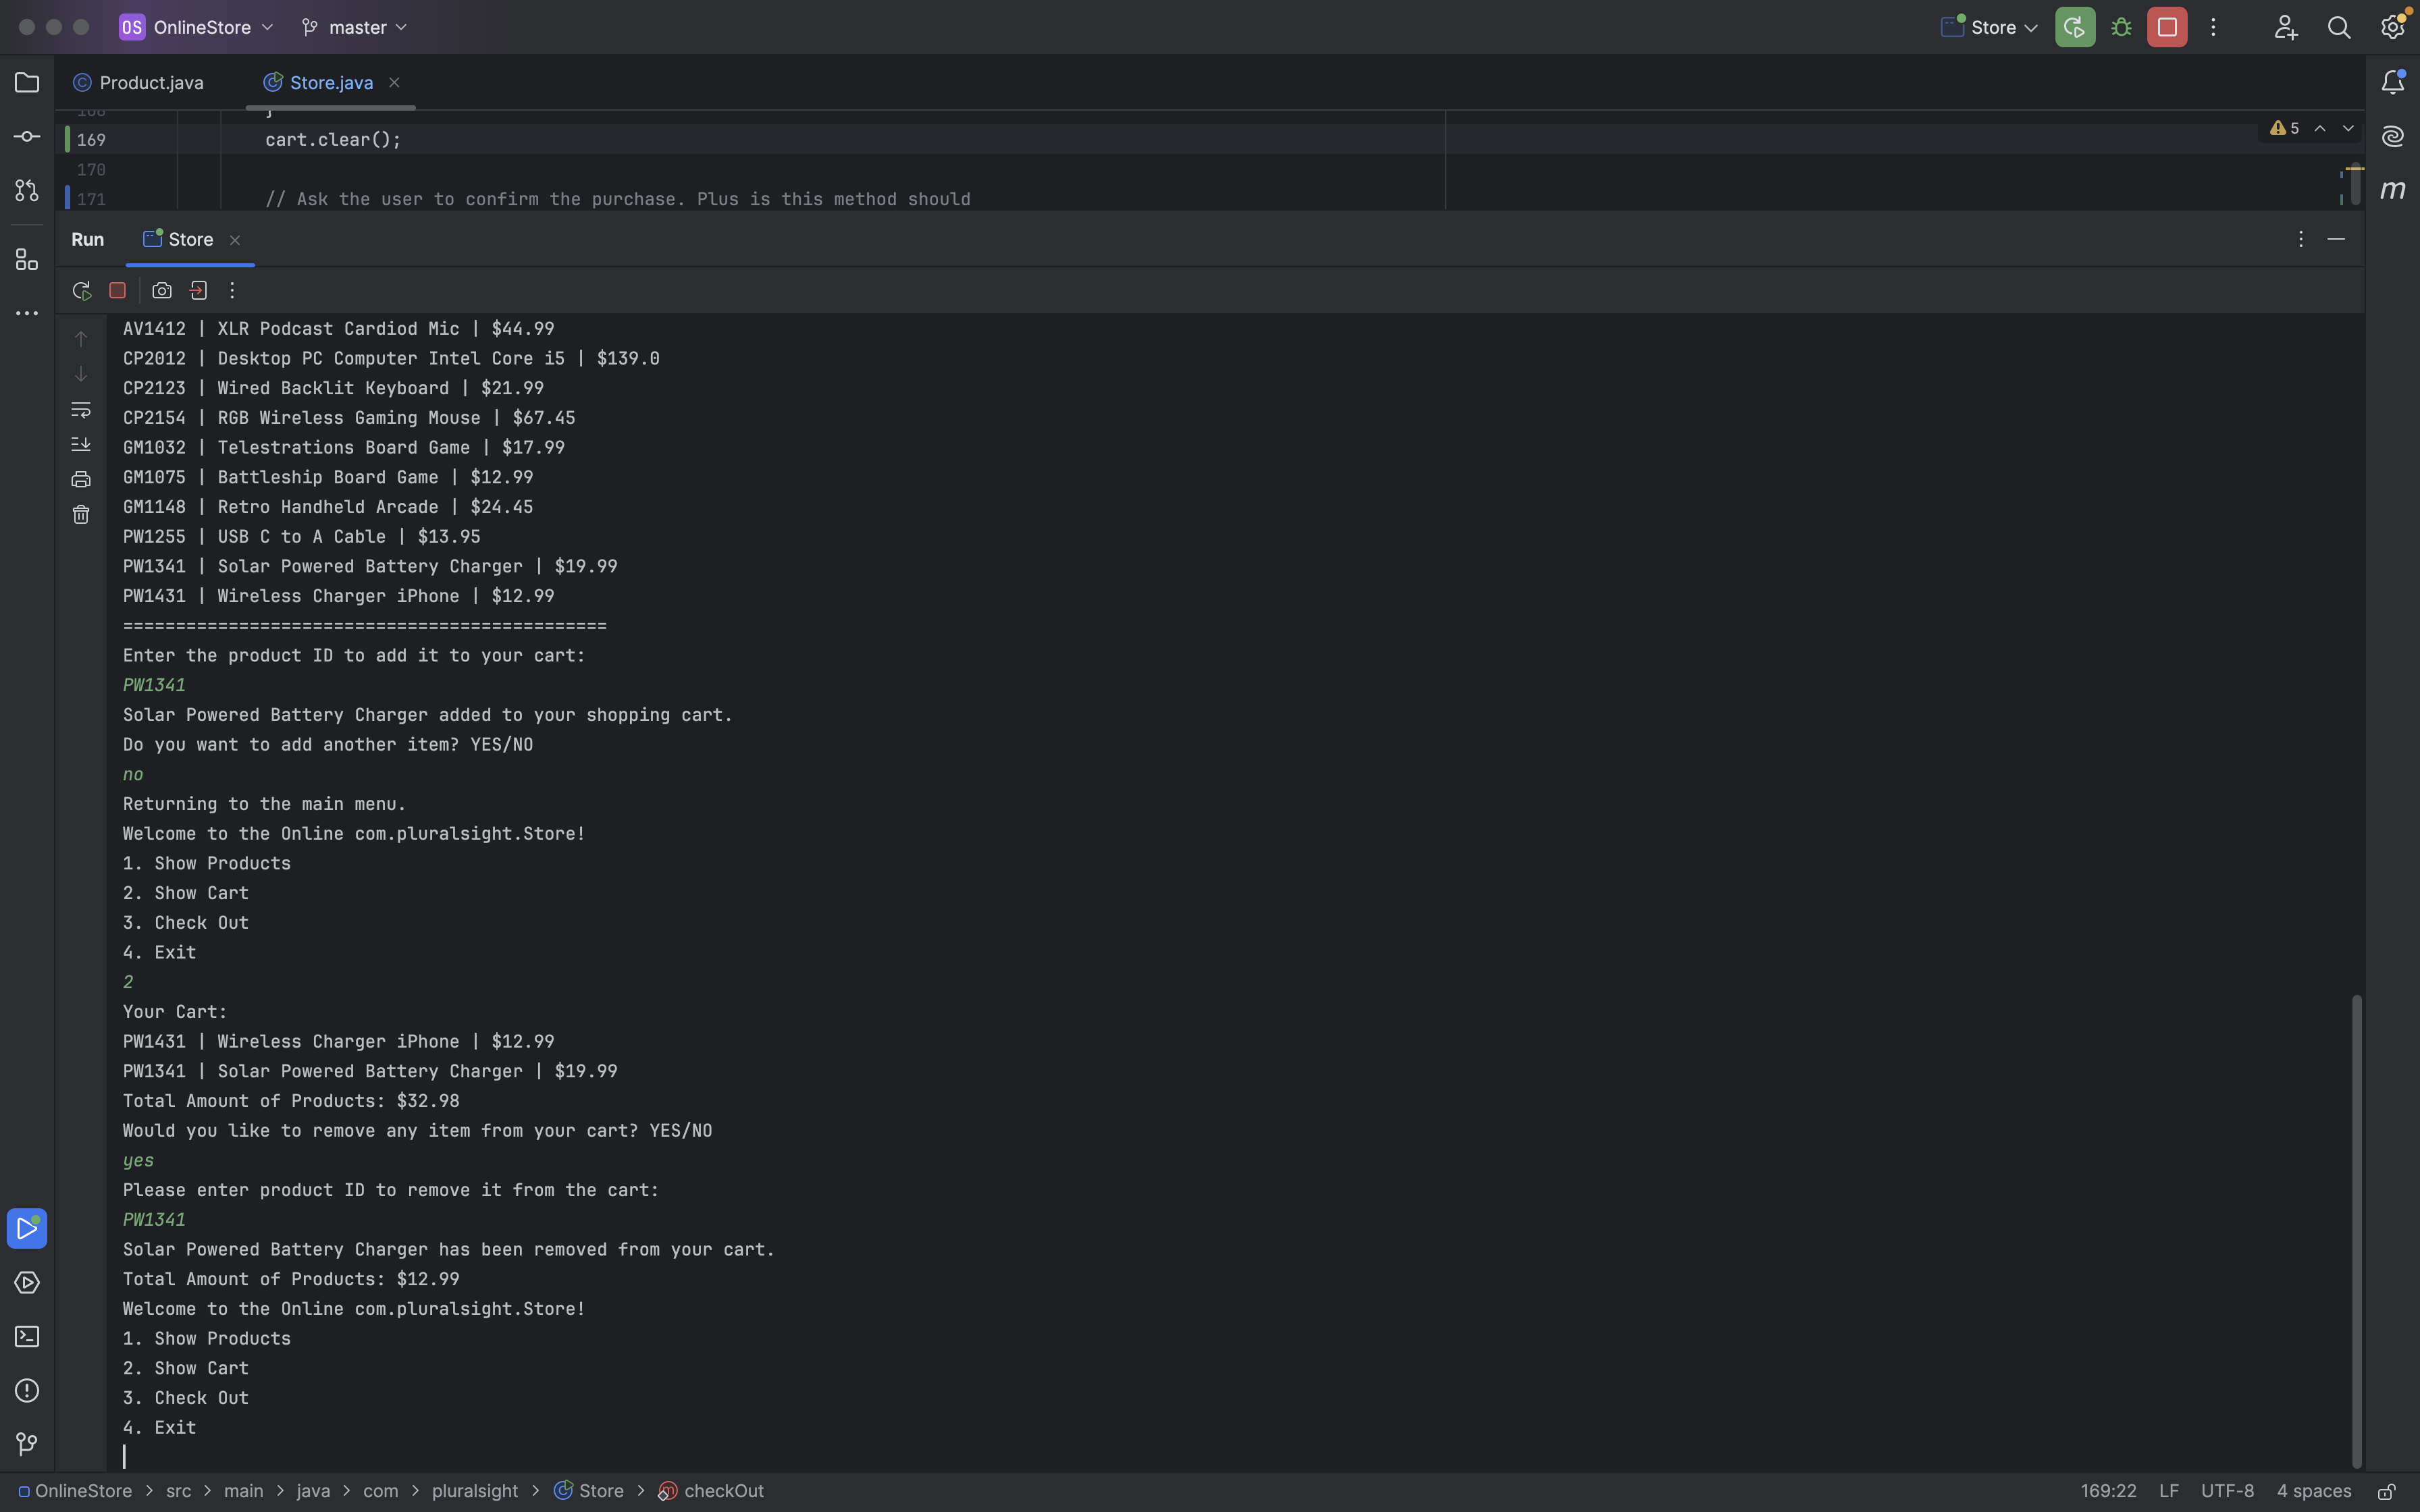 OS OnlineStore master Store
Product.java Store.java
168 }
169 cart.clear(); 5
170
171 // Ask the user to confirm the purchase. Plus is this method should
Run Store
AV1412 | XLR Podcast Cardiod Mic | $44.99
CP2012 | Desktop PC Computer Intel Core i5 | $139.0
CP2123 | Wired Backlit Keyboard | $21.99
CP2154 | RGB Wireless Gaming Mouse | $67.45
GM1032 | Telestrations Board Game | $17.99
GM1075 | Battleship Board Game | $12.99
GM1148 | Retro Handheld Arcade | $24.45
PW1255 | USB C to A Cable | $13.95
PW1341 | Solar Powered Battery Charger | $19.99
PW1431 | Wireless Charger iPhone | $12.99
==============================================
Enter the product ID to add it to your cart:
PW1341
Solar Powered Battery Charger added to your shopping cart.
Do you want to add another item? YES/NO
no
Returning to the main menu.
Welcome to the Online com.pluralsight.Store!
1. Show Products
2. Show Cart
3. Check Out
4. Exit
2
Your Cart:
PW1431 | Wireless Charger iPhone | $12.99
PW1341 | Solar Powered Battery Charger | $19.99
Total Amount of Products: $32.98
Would you like to remove any item from your cart? YES/NO
yes
Please enter product ID to remove it from the cart:
PW1341
Solar Powered Battery Charger has been removed from your cart.
Total Amount of Products: $12.99
Welcome to the Online com.pluralsight.Store!
1. Show Products
2. Show Cart
3. Check Out
4. Exit
OnlineStore > src > main > java > com > pluralsight > Store > checkOut 169:22 LF UTF-8 4 spaces